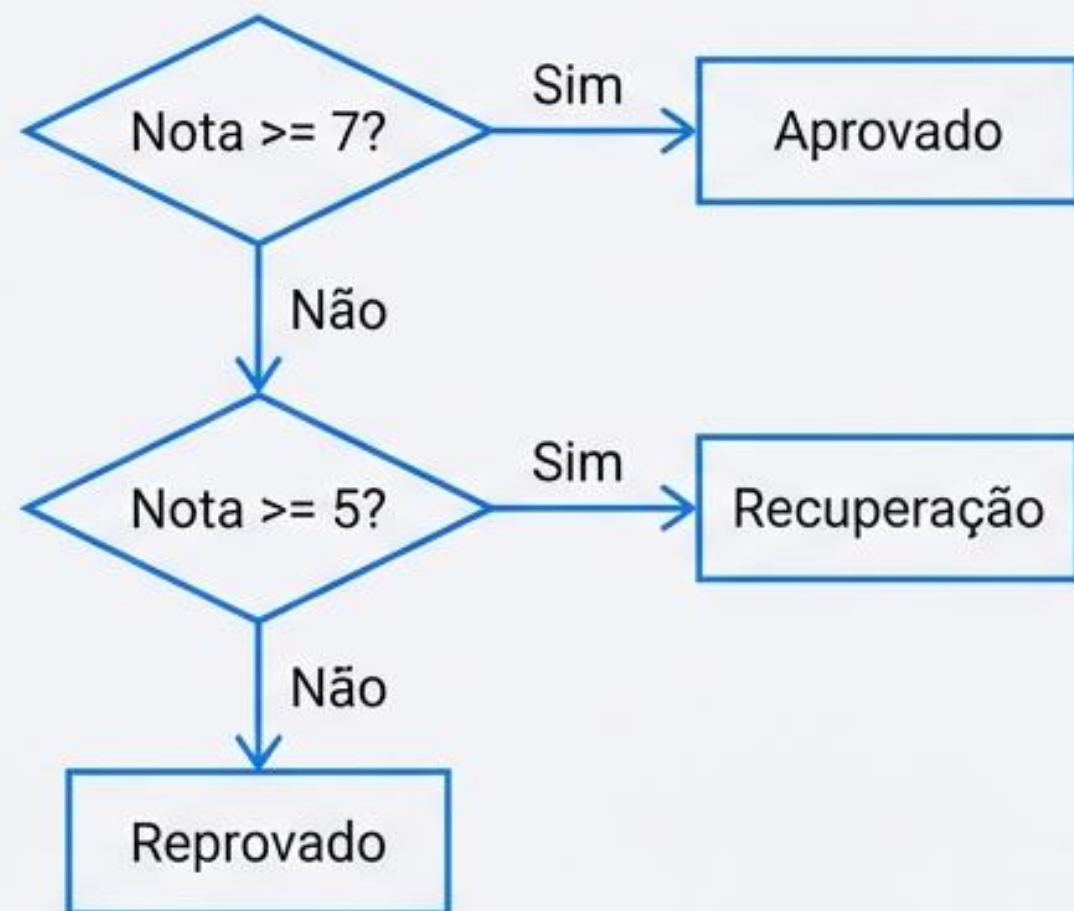 Nota >= 7?
Sim
Aprovado
Não
Nota >= 5?
Sim
Recuperação
Não
Reprovado